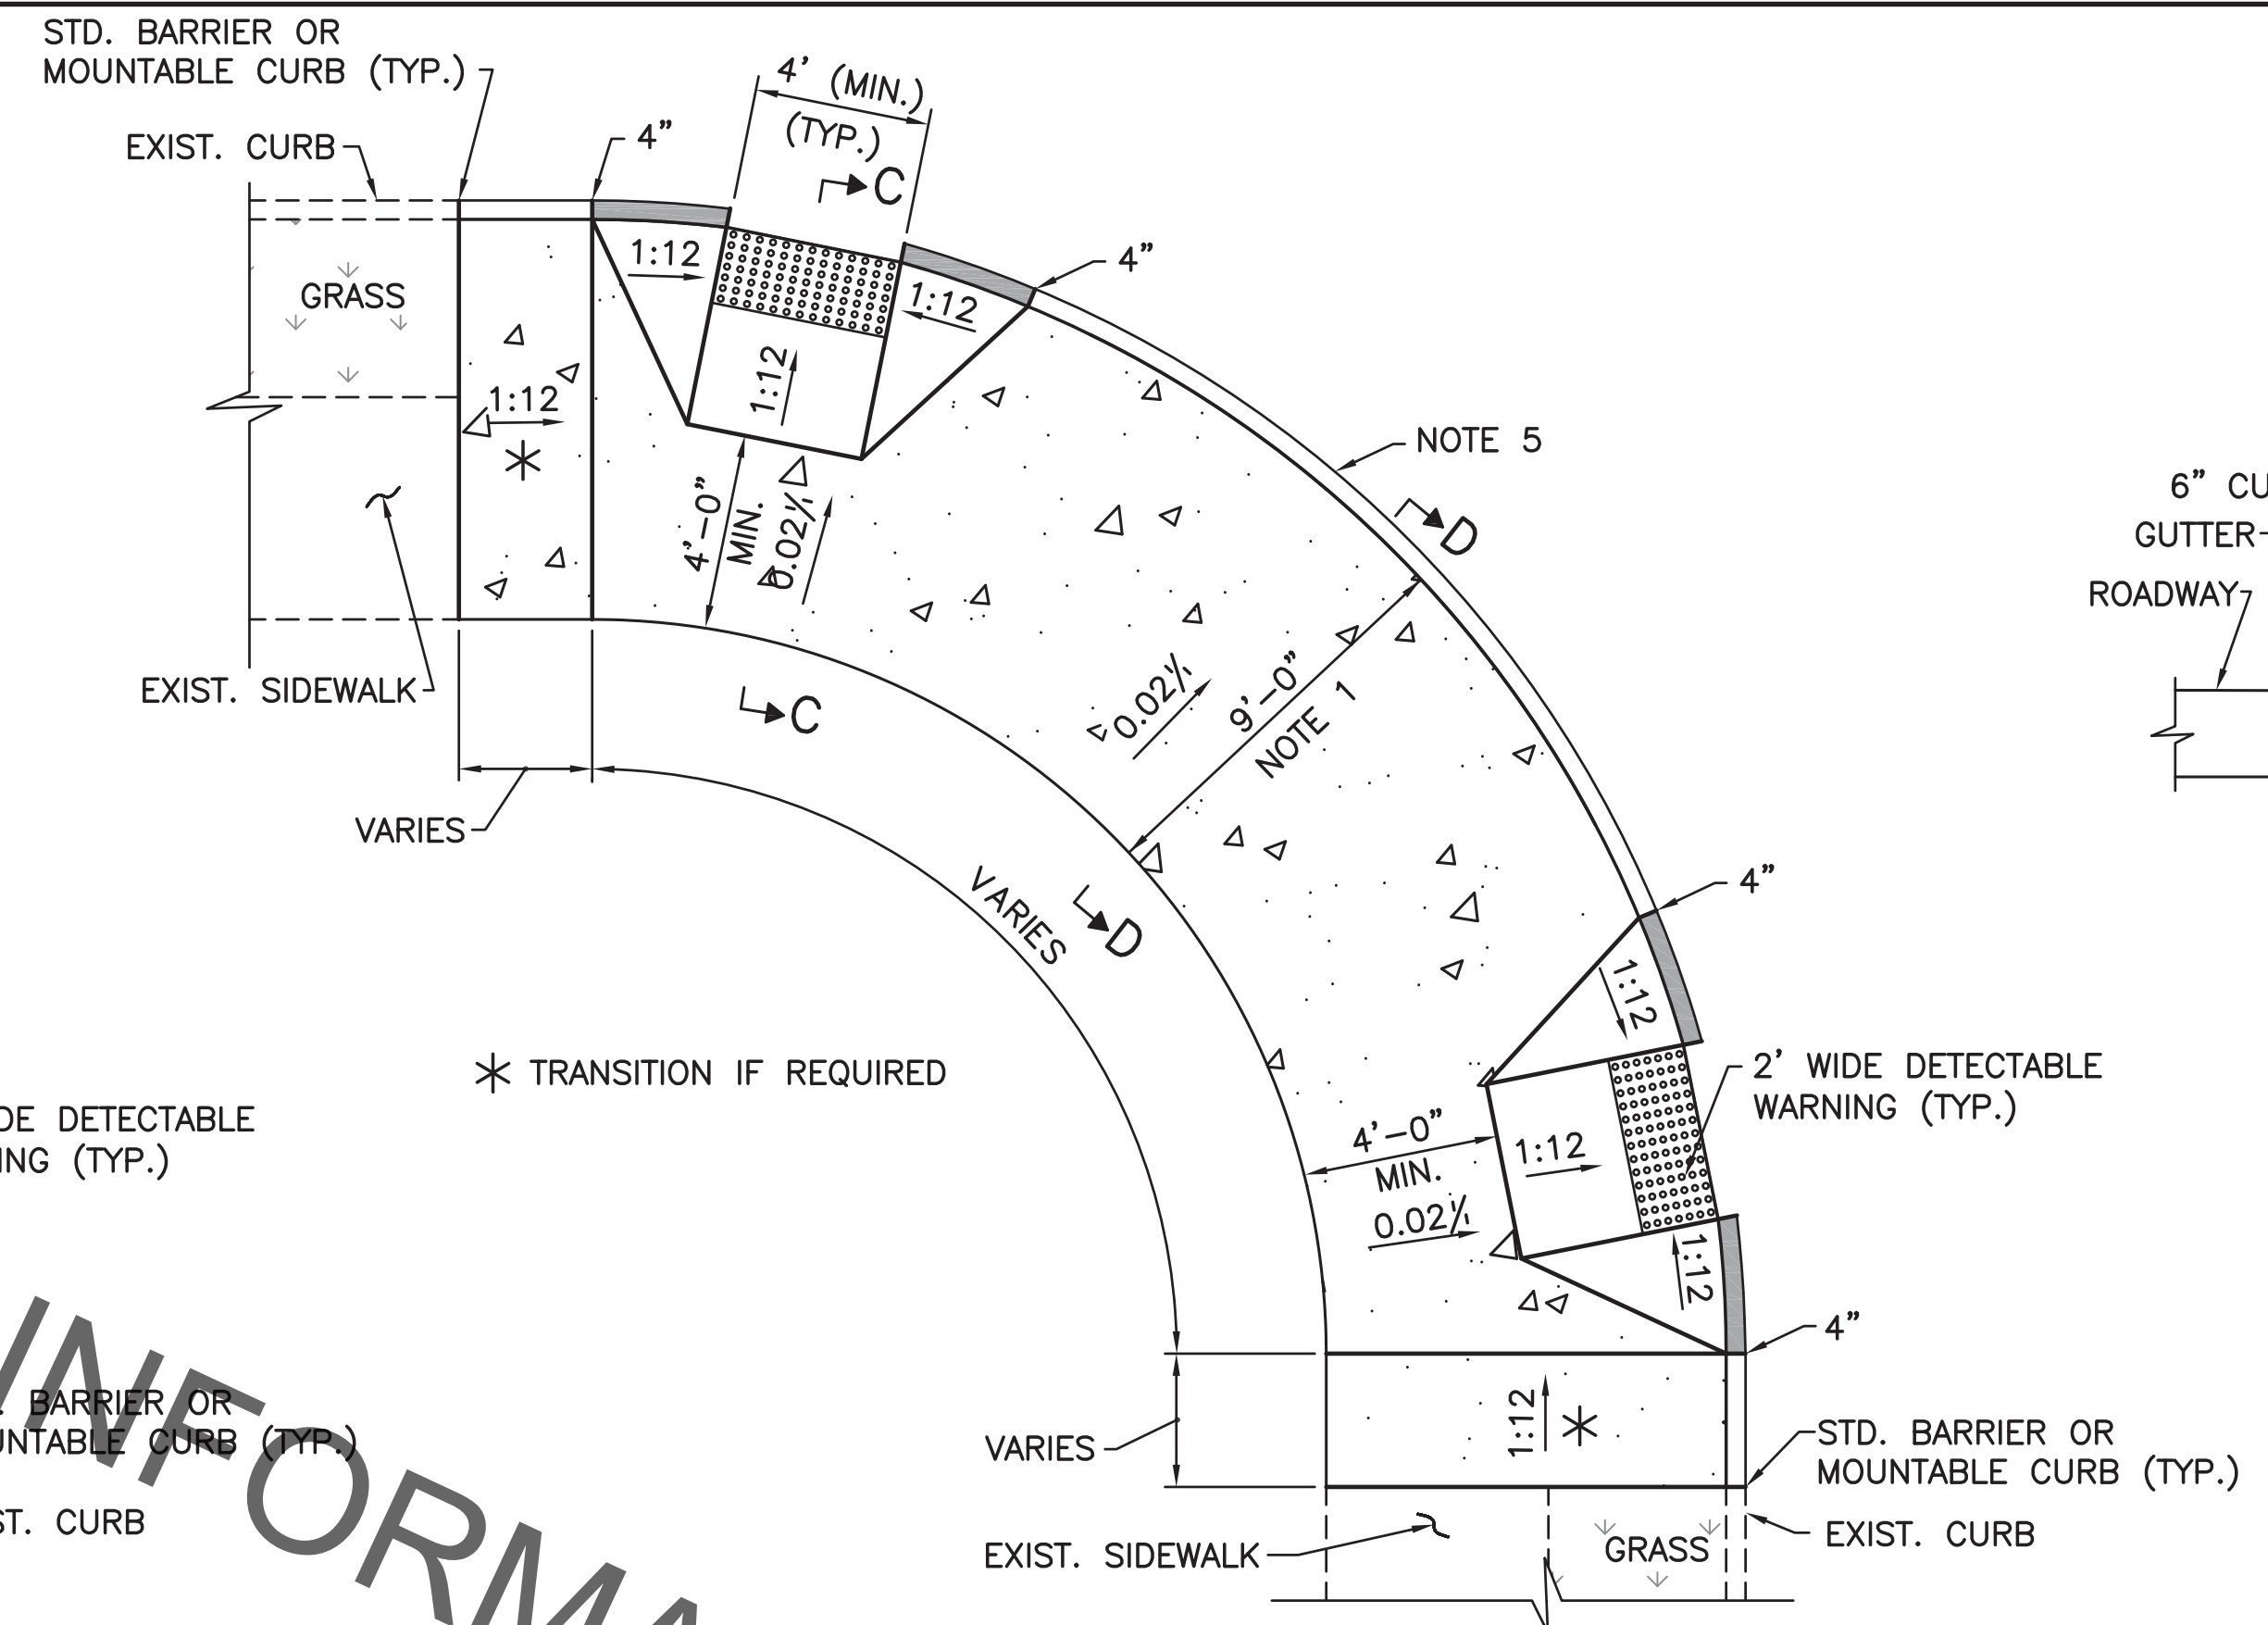 STD. BARRIER OR
MOUNTABLE CURB (TYP.)
EXIST. CURB
4"
4' (MIN.)
(TYP.)
C
4"
1:12
1:12
GRASS
1:12
1:12
NOTE 5
D
4'-0"
MIN.
0.02%
6" CU
GUTTER
ROADWAY
EXIST. SIDEWALK
C
0.02%
9'-0"
NOTE 1
VARIES
VARIES
D
4"
1:12
* TRANSITION IF REQUIRED
2' WIDE DETECTABLE
WARNING (TYP.)
DE DETECTABLE
NG (TYP.)
4'-0"
MIN.
0.02%
1:12
1:12
4"
INFORMA
. BARRIER OR
UNTABLE CURB (TYP.)
ST. CURB
VARIES
1:12
*
STD. BARRIER OR
MOUNTABLE CURB (TYP.)
EXIST. SIDEWALK
GRASS
EXIST. CURB